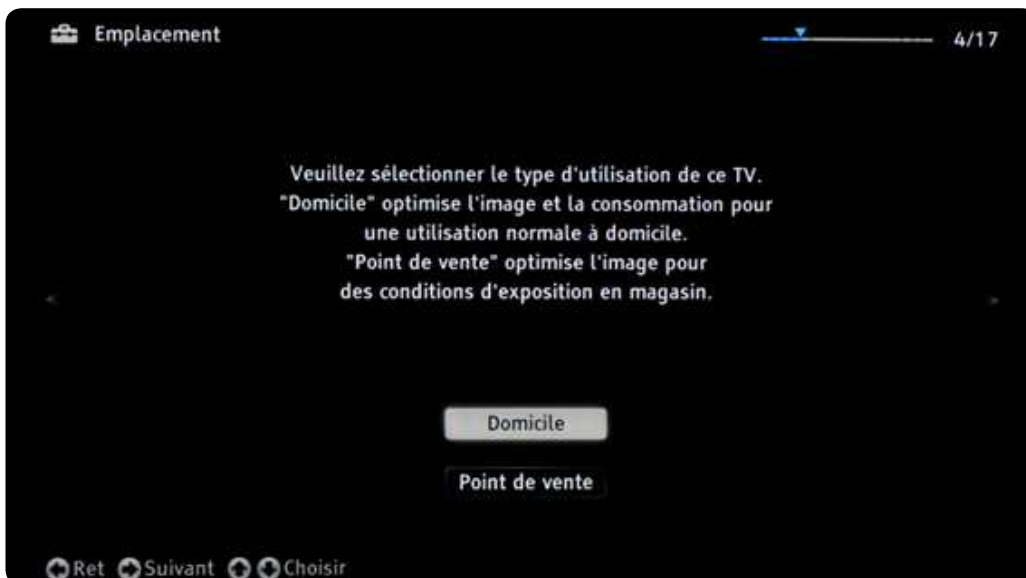 Emplacement
4/17
Veuillez sélectionner le type d'utilisation de ce TV.
"Domicile" optimise l'image et la consommation pour
une utilisation normale à domicile.
"Point de vente" optimise l'image pour
des conditions d'exposition en magasin.
Domicile
Point de vente
Ret Suivant Choisir